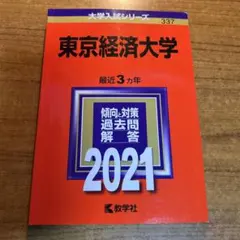 大学入試シリーズ
337
東京経済大学
最近3ヵ年
傾向と対策
過去問
解答
2021
教学社